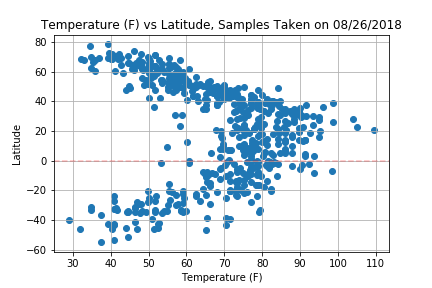 Temperature (F) vs Latitude, Samples Taken on 08/26/2018
80
60
40
20
0
−20
−40
−60
Latitude
30 40 50 60 70 80 90 100 110
Temperature (F)